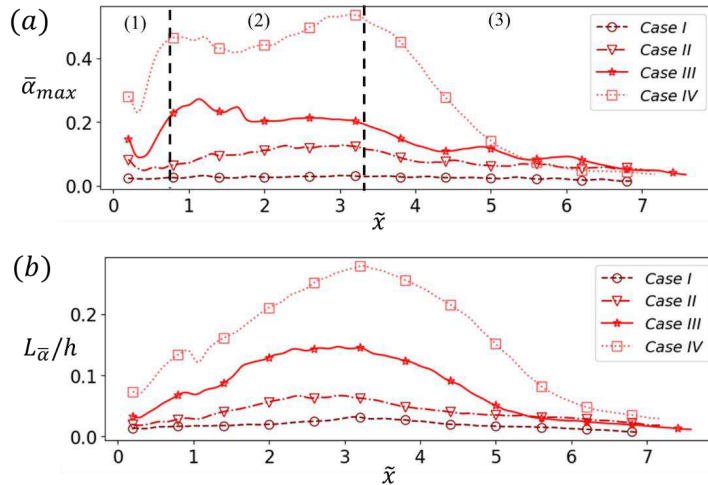 (a)
(1) (2) (3)
ᾱmax
0.4
0.2
0.0
Case I
Case II
Case III
Case IV
0 1 2 3 4 5 6 7
x̃
(b)
Lᾱ/h
0.2
0.1
0.0
Case I
Case II
Case III
Case IV
0 1 2 3 4 5 6 7
x̃